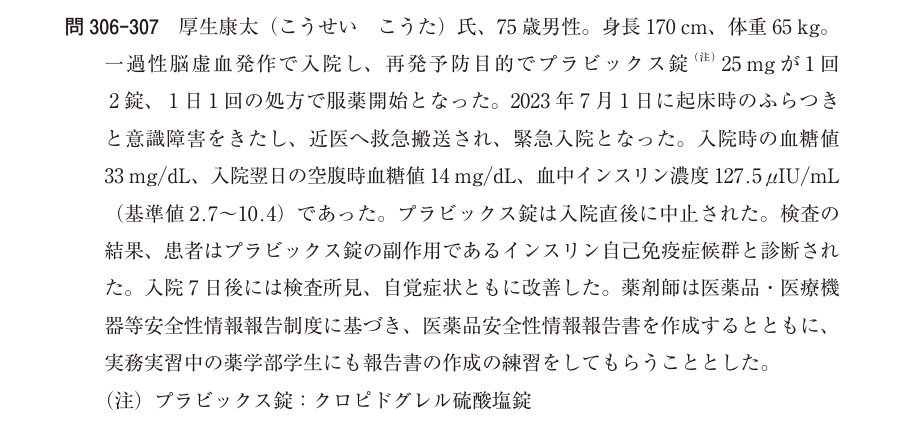 問 306-307　厚生康太（こうせい　こうた）氏、75 歳男性。身長 170 cm、体重 65 kg。
一過性脳虚血発作で入院し、再発予防目的でプラビックス錠（注）25 mg が 1 回
２錠、１日１回の処方で服薬開始となった。2023 年 7 月 1 日に起床時のふらつき
と意識障害をきたし、近医へ救急搬送され、緊急入院となった。入院時の血糖値
33 mg/dL、入院翌日の空腹時血糖値 14 mg/dL、血中インスリン濃度 127.5 μIU/mL
（基準値 2.7～10.4）であった。プラビックス錠は入院直後に中止された。検査の
結果、患者はプラビックス錠の副作用であるインスリン自己免疫症候群と診断され
た。入院 7 日後には検査所見、自覚症状ともに改善した。薬剤師は医薬品・医療機
器等安全性情報報告制度に基づき、医薬品安全性情報報告書を作成するとともに、
実務実習中の薬学部学生にも報告書の作成の練習をしてもらうこととした。
（注）プラビックス錠：クロピドグレル硫酸塩錠